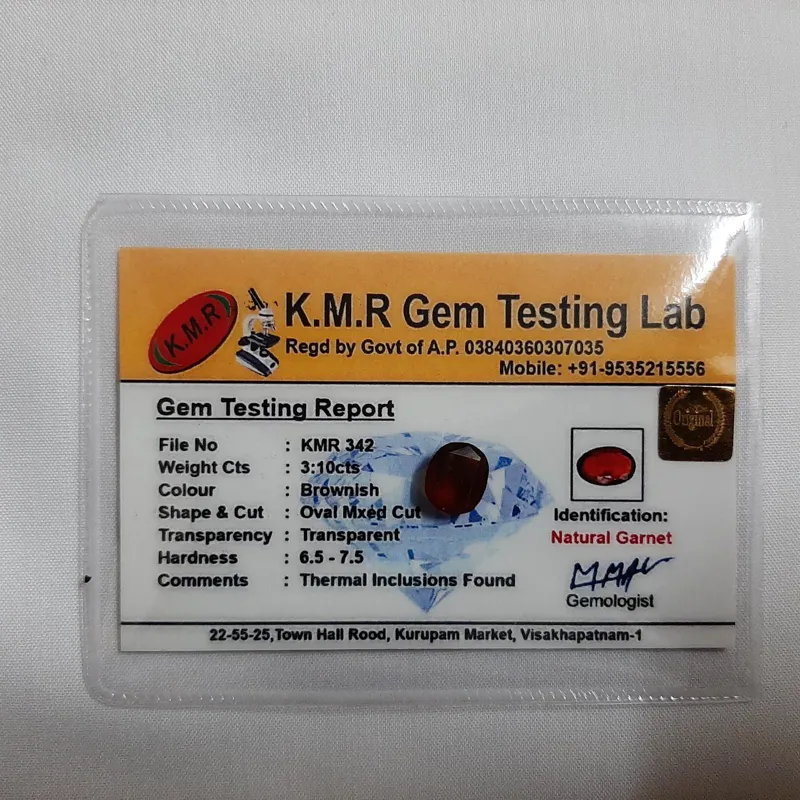 K.M.R
K.M.R Gem Testing Lab
Regd by Govt of A.P. 03840360307035
Mobile: +91-9535215556
Gem Testing Report
Original
File No : KMR 342
Weight Cts : 3:10cts
Colour : Brownish
Shape & Cut : Oval Mxed Cut
Transparency : Transparent
Hardness : 6.5 - 7.5
Comments : Thermal Inclusions Found
Identification:
Natural Garnet
Gemologist
22-55-25,Town Hall Rood, Kurupam Market, Visakhapatnam-1